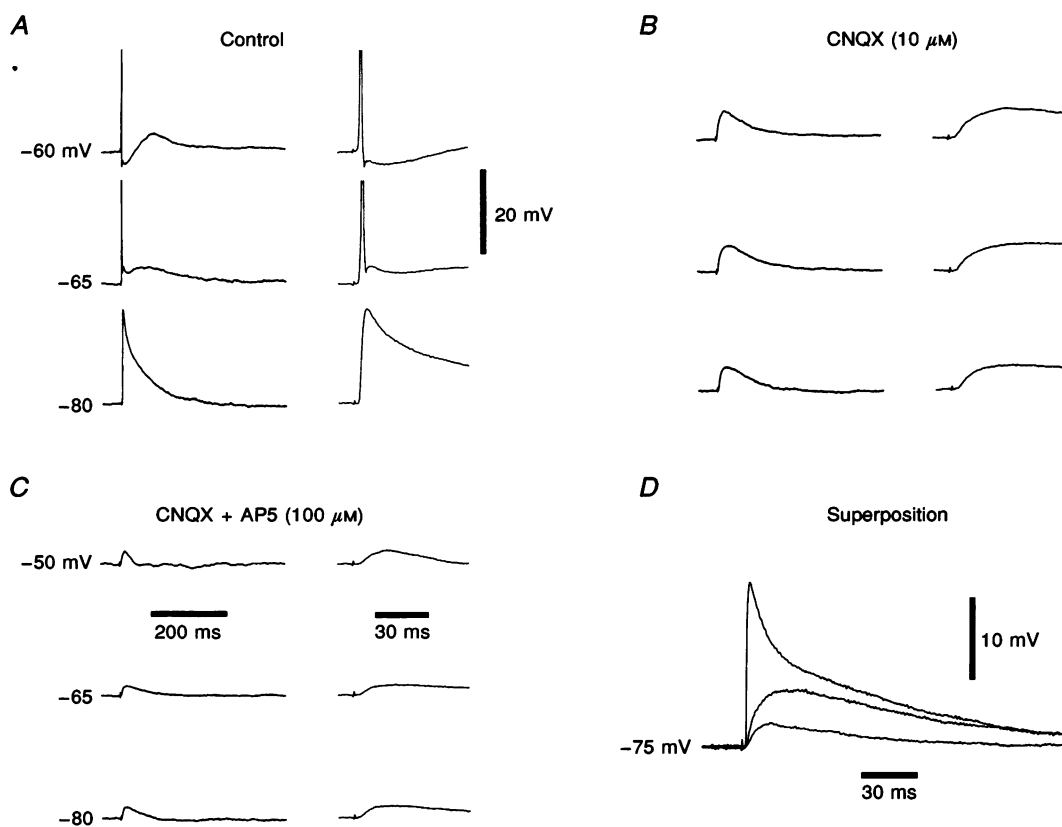 A
Control
-60 mV
-65
-80
20 mV
B
CNQX (10 μM)
C
CNQX + AP5 (100 μM)
-50 mV
200 ms
30 ms
-65
-80
D
Superposition
10 mV
-75 mV
30 ms